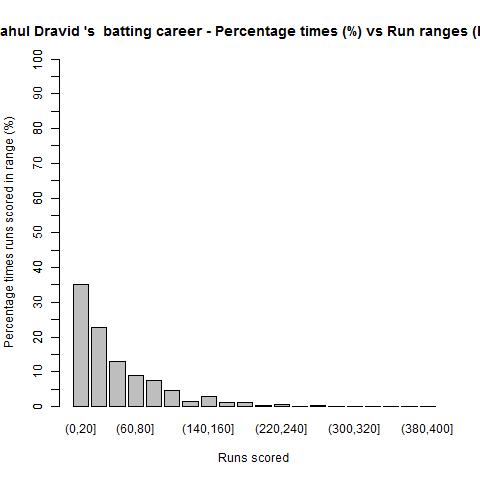 ahul Dravid 's  batting career - Percentage times (%) vs Run ranges (
Percentage times runs scored in range (%)
100
90
80
70
60
50
40
30
20
10
0
(0,20] (60,80] (140,160] (220,240] (300,320] (380,400]
Runs scored